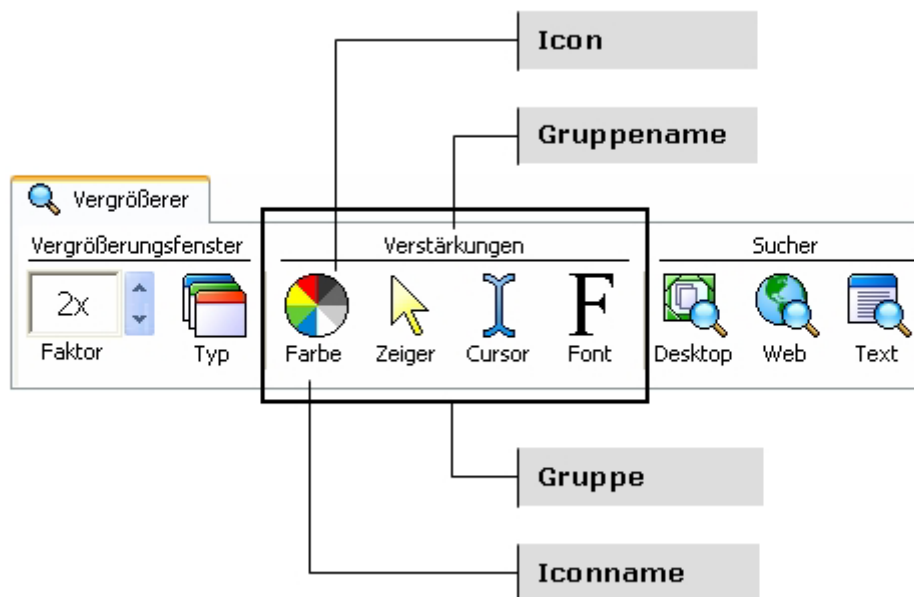 Icon
Gruppename
Vergrößerer
Vergrößerungsfenster Verstärkungen Sucher
2x
Faktor Typ Farbe Zeiger Cursor Font Desktop Web Text
Gruppe
Iconname